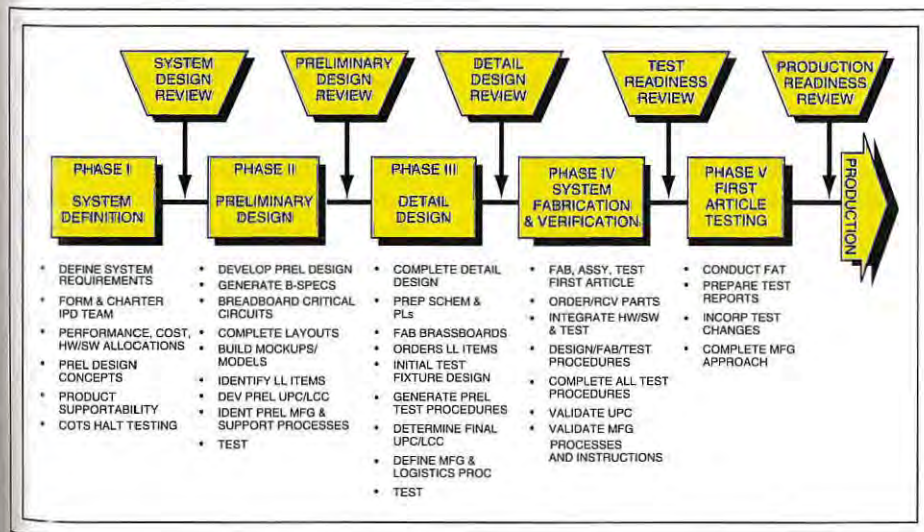 SYSTEM
DESIGN
REVIEW
PRELIMINARY
DESIGN
REVIEW
DETAIL
DESIGN
REVIEW
TEST
READINESS
REVIEW
PRODUCTION
READINESS
REVIEW
PHASE I
SYSTEM
DEFINITION
PHASE II
PRELIMINARY
DESIGN
PHASE III
DETAIL
DESIGN
PHASE IV
SYSTEM
FABRICATION
& VERIFICATION
PHASE V
FIRST
ARTICLE
TESTING
PRODUCTION
• DEFINE SYSTEM
REQUIREMENTS
• FORM & CHARTER
IPD TEAM
• PERFORMANCE, COST,
HW/SW ALLOCATIONS
• PREL DESIGN
CONCEPTS
• PRODUCT
SUPPORTABILITY
• COTS HALT TESTING
• DEVELOP PREL DESIGN
• GENERATE B-SPECS
• BREADBOARD CRITICAL
CIRCUITS
• COMPLETE LAYOUTS
• BUILD MOCKUPS/
MODELS
• IDENTIFY LL ITEMS
• DEV PREL UPC/LCC
• IDENT PREL MFG &
SUPPORT PROCESSES
• TEST
• COMPLETE DETAIL
DESIGN
• PREP SCHEM &
PLs
• FAB BRASSBOARDS
• ORDERS LL ITEMS
• INITIAL TEST
FIXTURE DESIGN
• GENERATE PREL
TEST PROCEDURES
• DETERMINE FINAL
UPC/LCC
• DEFINE MFG &
LOGISTICS PROC
• TEST
• FAB, ASSY, TEST
FIRST ARTICLE
• ORDER/RCV PARTS
• INTEGRATE HW/SW
& TEST
• DESIGN/FAB/TEST
PROCEDURES
• COMPLETE ALL TEST
PROCEDURES
• VALIDATE UPC
• VALIDATE MFG
PROCESSES
AND INSTRUCTIONS
• CONDUCT FAT
• PREPARE TEST
REPORTS
• INCORP TEST
CHANGES
• COMPLETE MFG
APPROACH